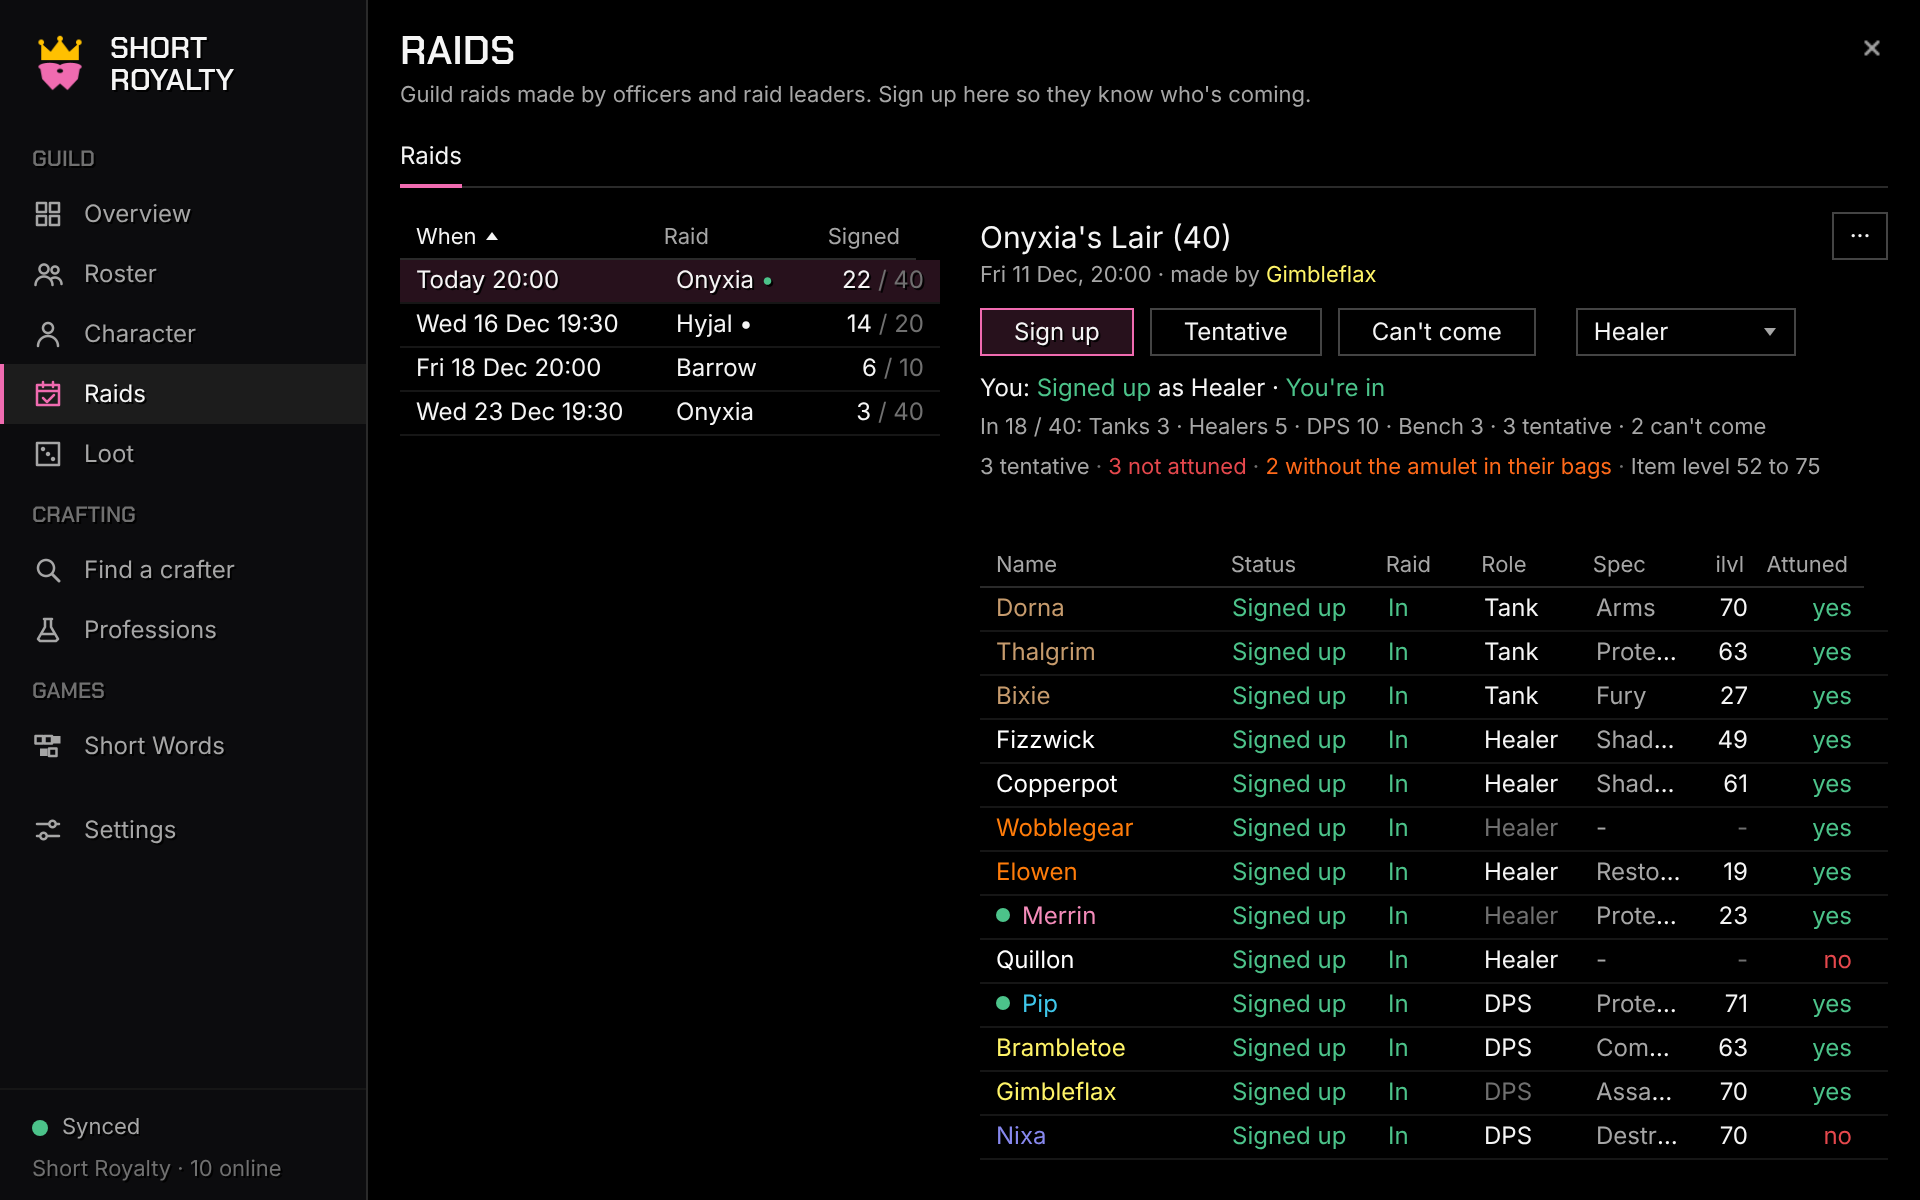 SHORT
ROYALTY
GUILD
Overview
Roster
Character
Raids
Loot
CRAFTING
Find a crafter
Professions
GAMES
Short Words
Settings
Synced
Short Royalty · 10 online
RAIDS
Guild raids made by officers and raid leaders. Sign up here so they know who's coming.
Raids
When Raid Signed
Today 20:00 Onyxia 22 / 40
Wed 16 Dec 19:30 Hyjal 14 / 20
Fri 18 Dec 20:00 Barrow 6 / 10
Wed 23 Dec 19:30 Onyxia 3 / 40
Onyxia's Lair (40)
...
Fri 11 Dec, 20:00 · made by Gimbleflax
Sign up Tentative Can't come Healer
You: Signed up as Healer · You're in
In 18 / 40: Tanks 3 · Healers 5 · DPS 10 · Bench 3 · 3 tentative · 2 can't come
3 tentative · 3 not attuned · 2 without the amulet in their bags · Item level 52 to 75
Name Status Raid Role Spec ilvl Attuned
Dorna Signed up In Tank Arms 70 yes
Thalgrim Signed up In Tank Prote... 63 yes
Bixie Signed up In Tank Fury 27 yes
Fizzwick Signed up In Healer Shad... 49 yes
Copperpot Signed up In Healer Shad... 61 yes
Wobblegear Signed up In Healer - - yes
Elowen Signed up In Healer Resto... 19 yes
Merrin Signed up In Healer Prote... 23 yes
Quillon Signed up In Healer - - no
Pip Signed up In DPS Prote... 71 yes
Brambletoe Signed up In DPS Com... 63 yes
Gimbleflax Signed up In DPS Assa... 70 yes
Nixa Signed up In DPS Destr... 70 no